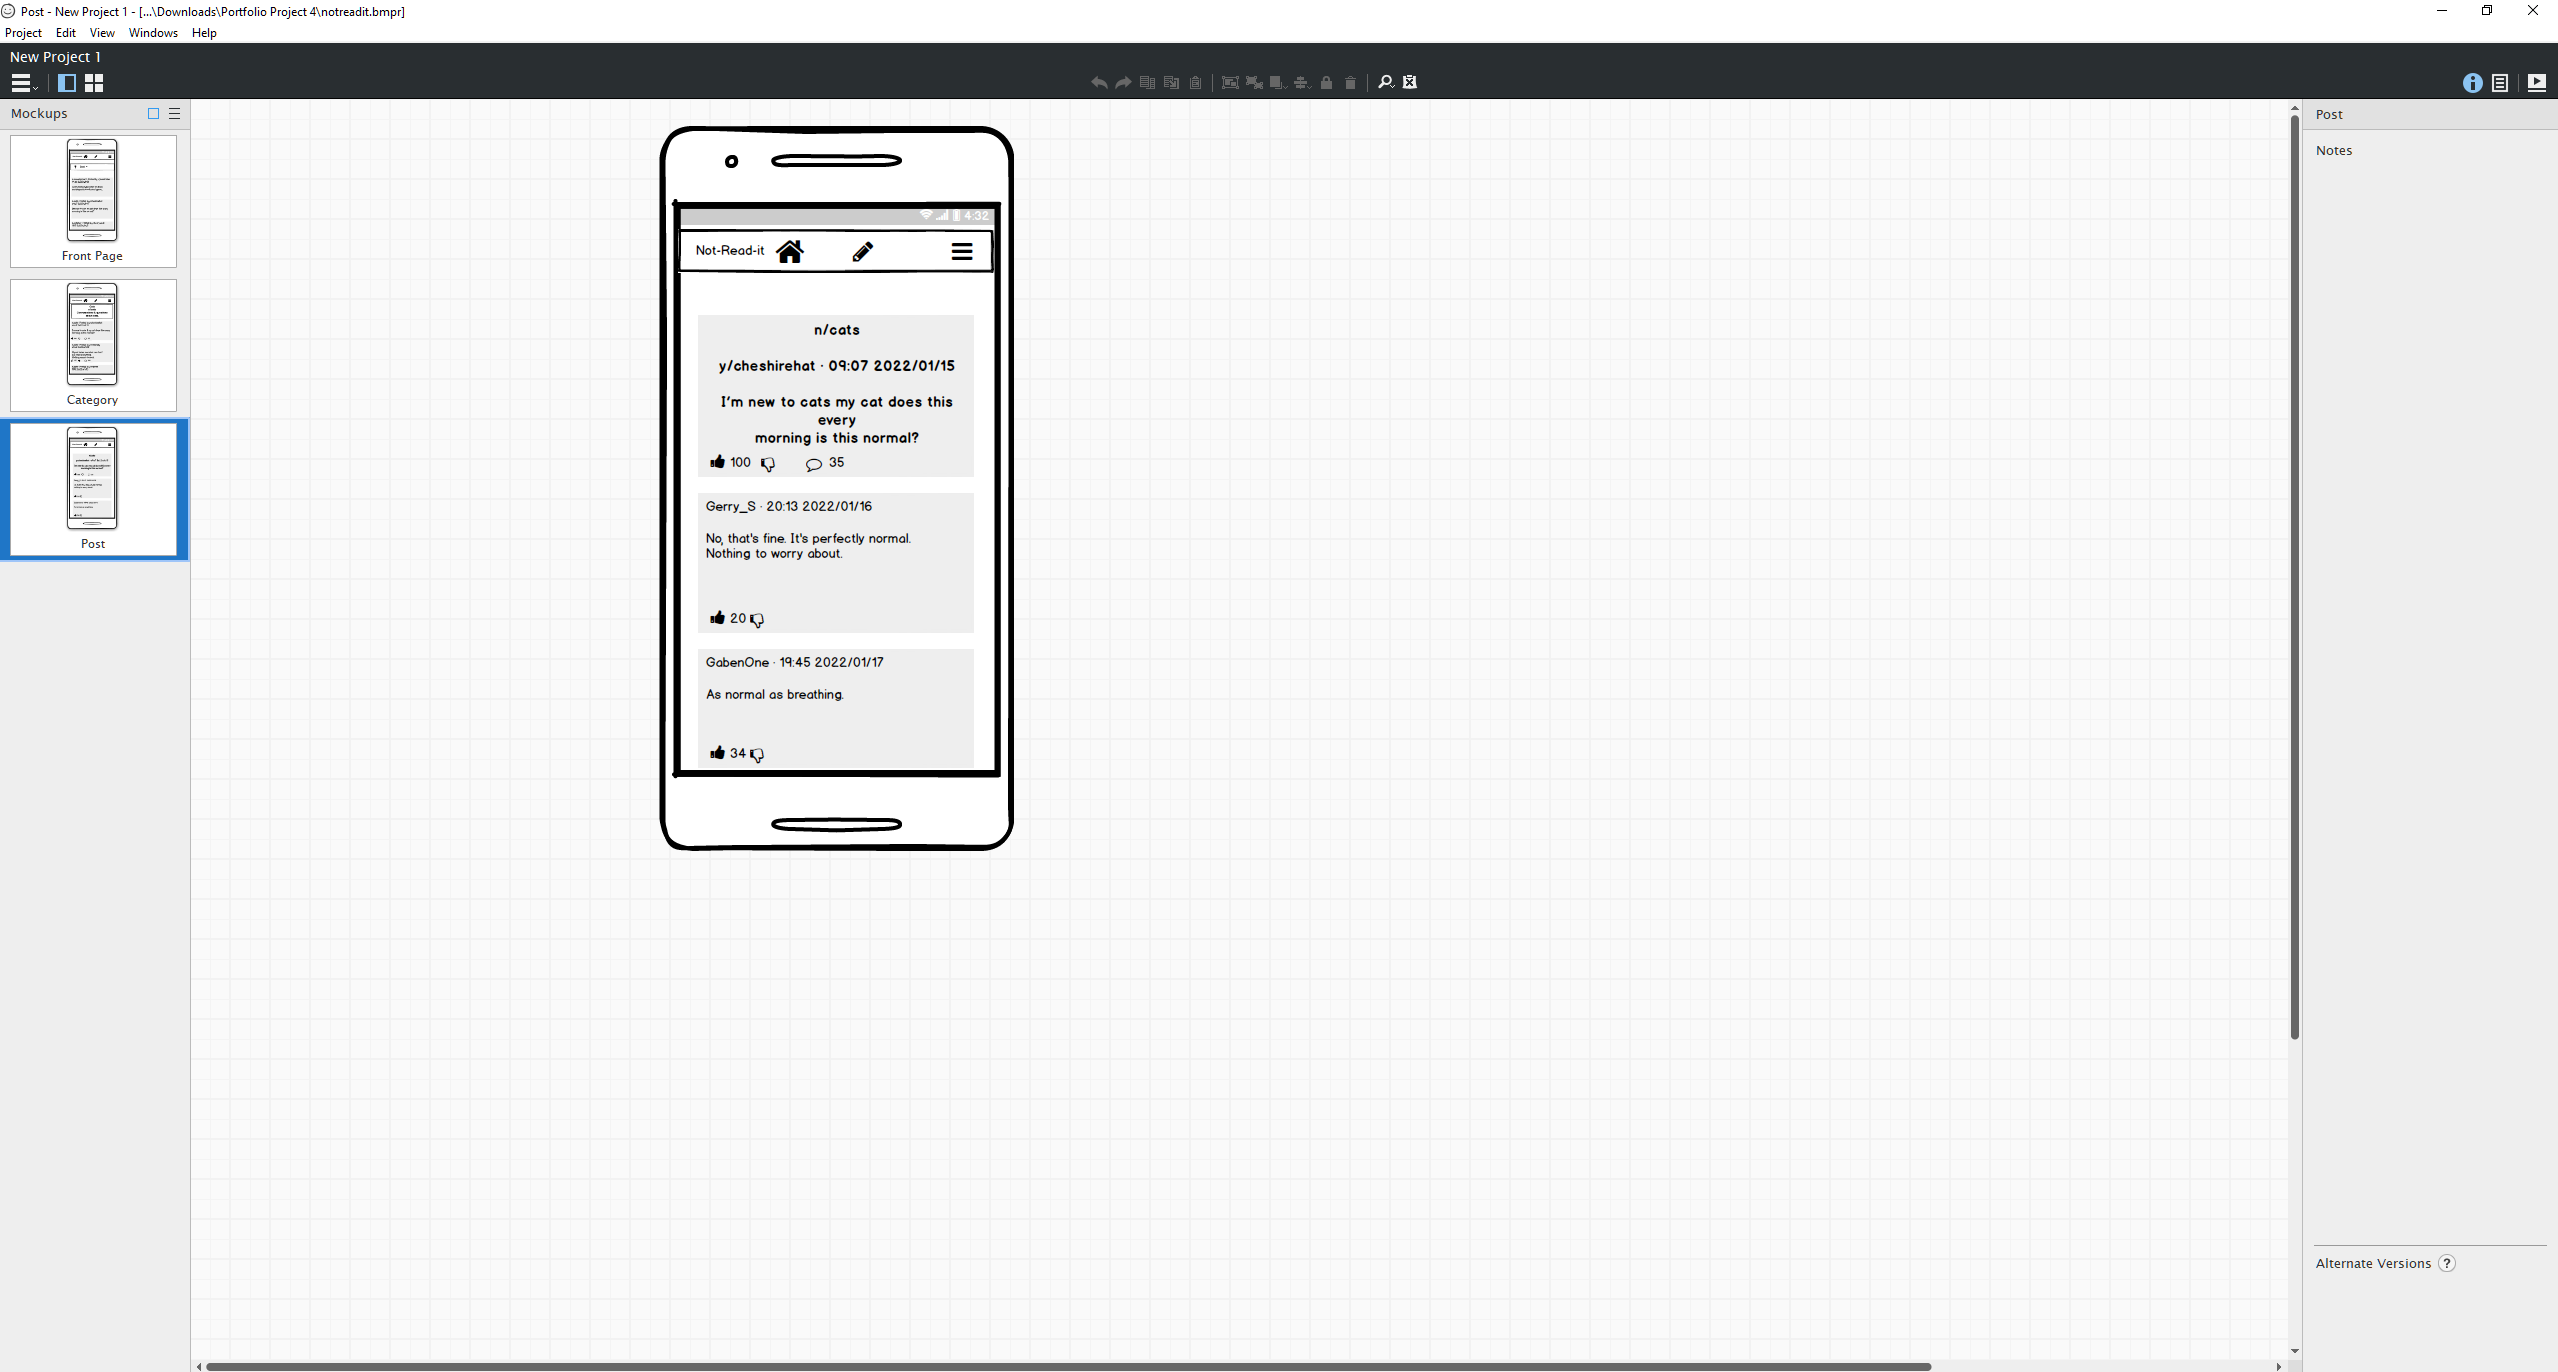 Post - New Project 1 - [...\Downloads\Portfolio Project 4\notreadit.bmpr]
Project Edit View Windows Help
New Project 1
Mockups
Front Page
Category
Post
4:32
Not-Read-it
n/cats
y/cheshirehat · 09:07 2022/01/15
I'm new to cats my cat does this
every
morning is this normal?
100 35
Gerry_S · 20:13 2022/01/16
No, that's fine. It's perfectly normal.
Nothing to worry about.
20
GabenOne · 19:45 2022/01/17
As normal as breathing.
34
Post
Notes
Alternate Versions ?